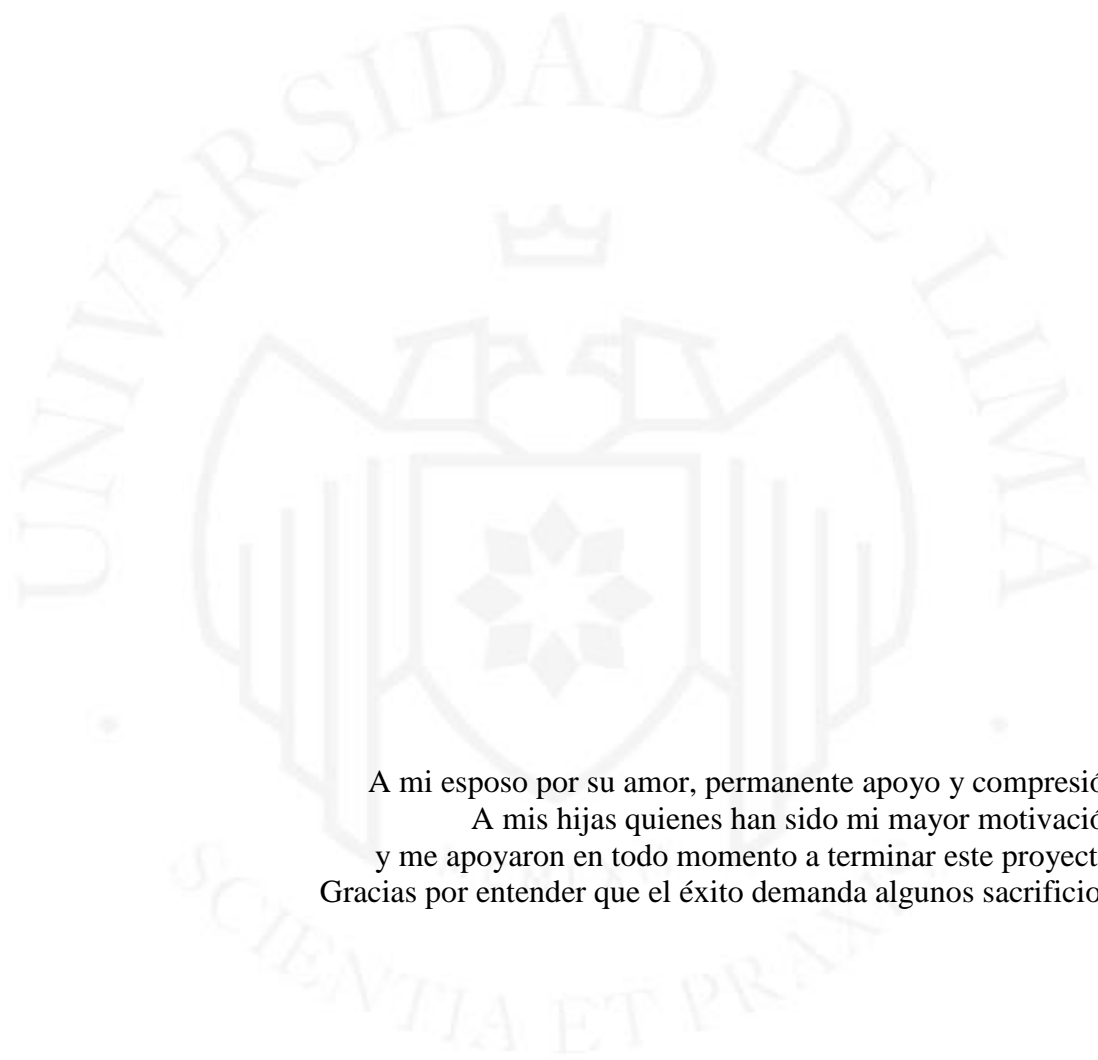 UNIVERSIDAD DE LIMA
A mi esposo por su amor, permanente apoyo y compresió
A mis hijas quienes han sido mi mayor motivació
y me apoyaron en todo momento a terminar este proyect
Gracias por entender que el éxito demanda algunos sacrificio
SCIENTIA ET PRAXIS